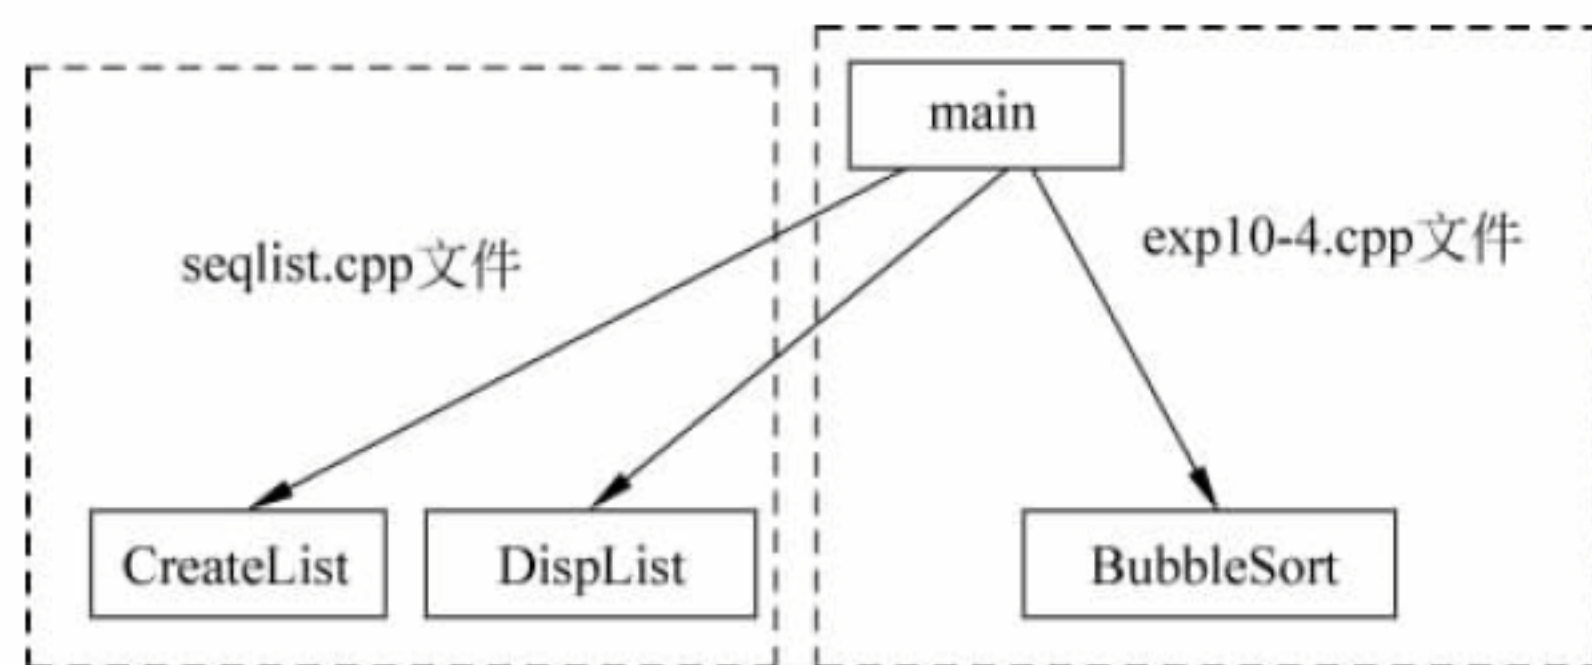 main
seqlist.cpp文件
exp10-4.cpp文件
CreateList
DispList
BubbleSort